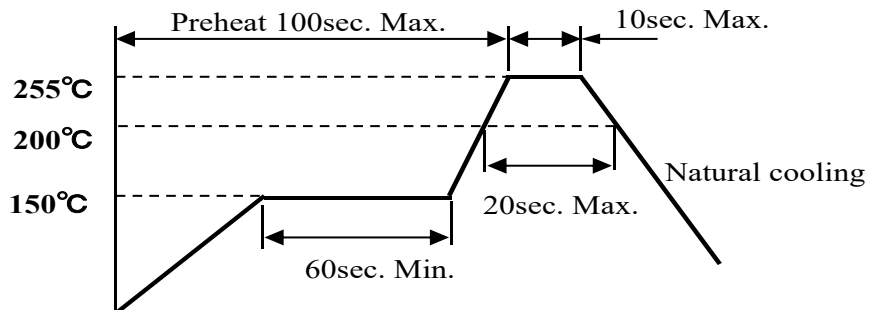 Preheat 100sec. Max.
10sec. Max.
255℃
200℃
Natural cooling
150℃
20sec. Max.
60sec. Min.